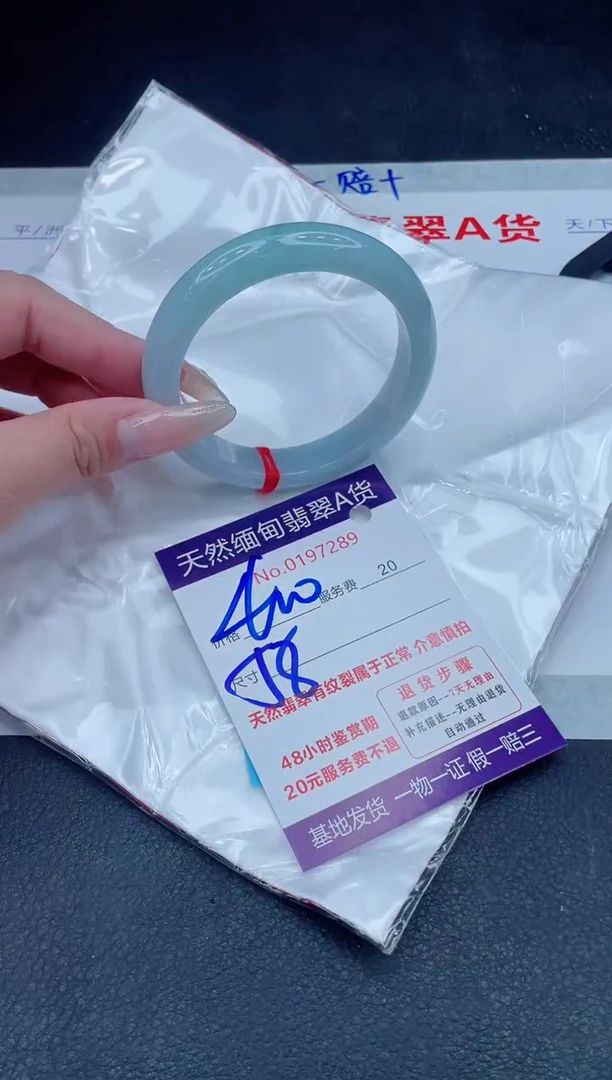 赔十
平/洲
翠A货
天/下
天然缅甸翡翠A货
No.0197289
价格 服务费 20
尺寸 58
天然翡翠有纹裂属于正常 介意慎拍
48小时鉴赏期
20元服务费不退
退货步骤
退款原因--7天无理由
补充描述--无理由退货
自动通过
基地发货 一物一证 假一赔三